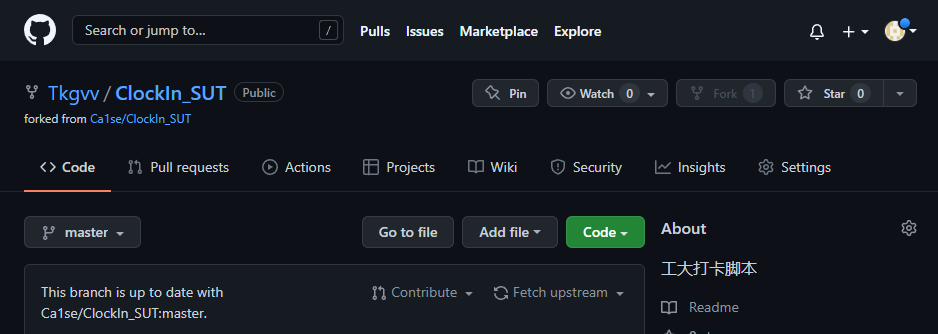 Search or jump to... /
Pulls Issues Marketplace Explore
Tkgvv / ClockIn_SUT Public
Pin Watch 0 Fork 1 Star 0
forked from Ca1se/ClockIn_SUT
Code Pull requests Actions Projects Wiki Security Insights Settings
master Go to file Add file Code
About
工大打卡脚本
This branch is up to date with
Ca1se/ClockIn_SUT:master.
Contribute Fetch upstream
Readme